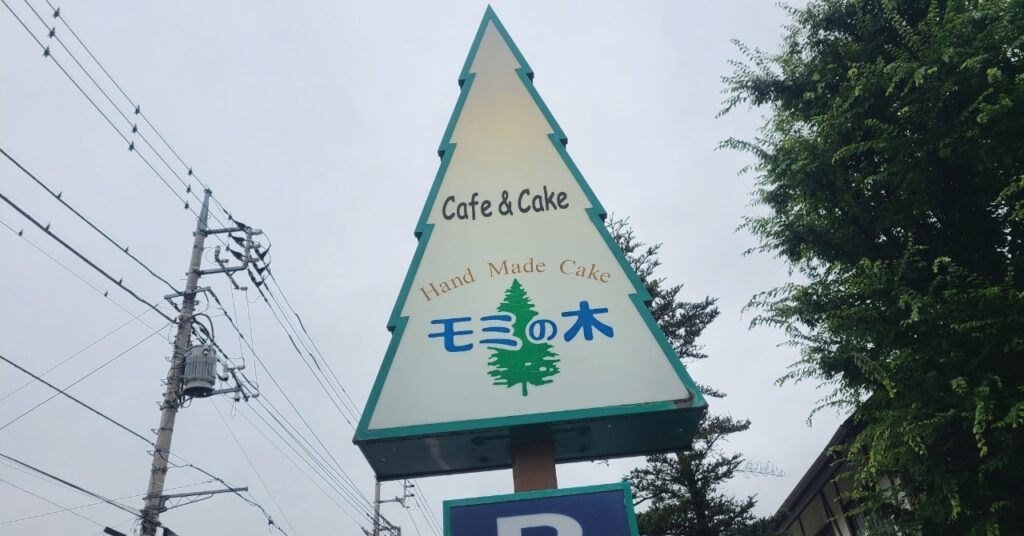 Cafe & Cake
Hand Made Cake
モミの木
P